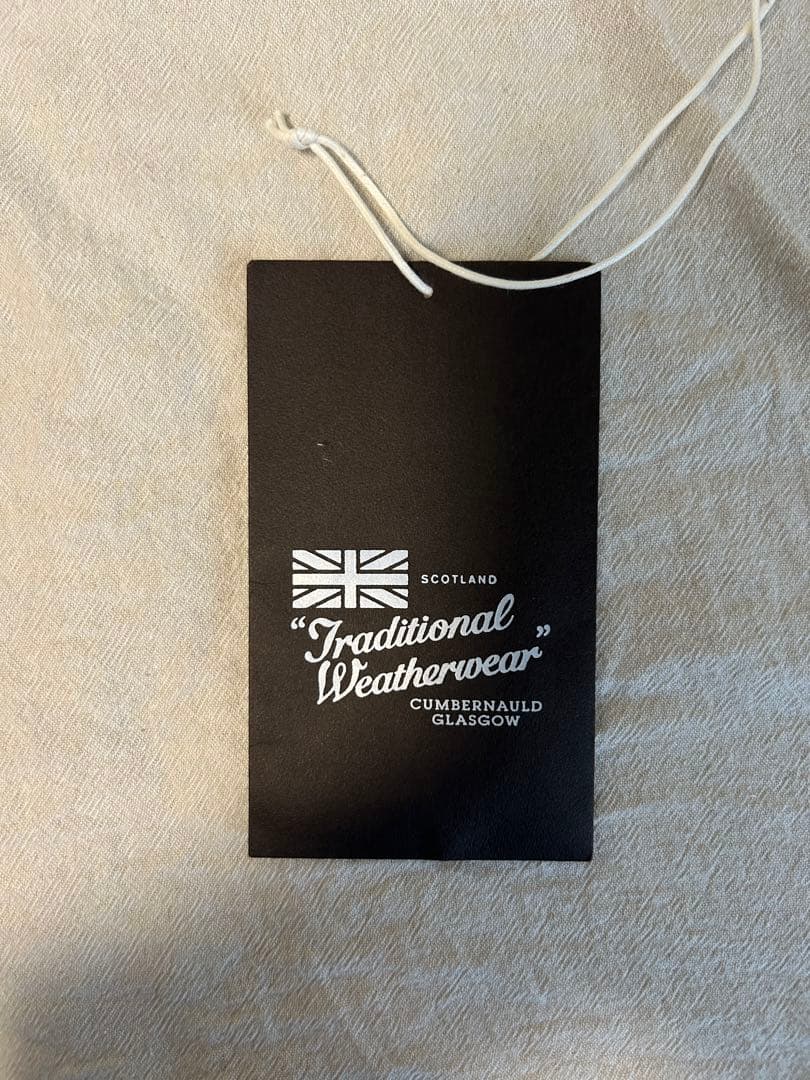 SCOTLAND
“Traditional
Weatherwear”
CUMBERNAULD
GLASGOW